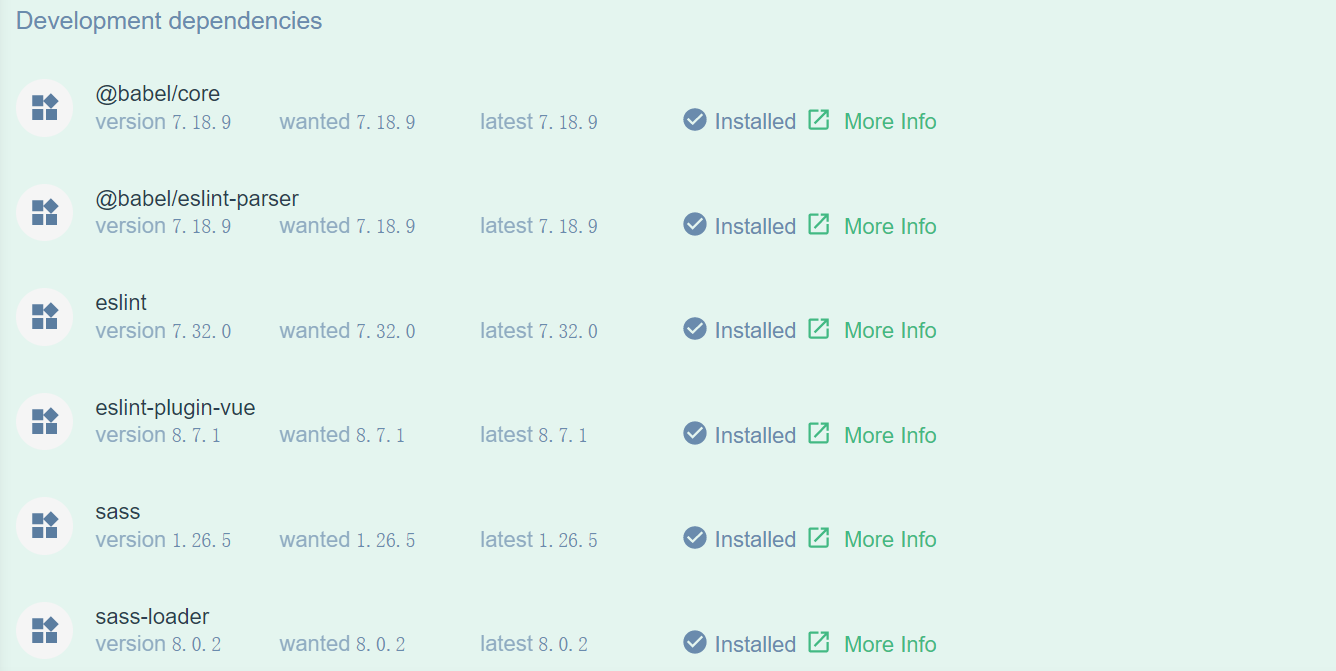 Development dependencies
@babel/core
version 7.18.9 wanted 7.18.9 latest 7.18.9 Installed More Info
@babel/eslint-parser
version 7.18.9 wanted 7.18.9 latest 7.18.9 Installed More Info
eslint
version 7.32.0 wanted 7.32.0 latest 7.32.0 Installed More Info
eslint-plugin-vue
version 8.7.1 wanted 8.7.1 latest 8.7.1 Installed More Info
sass
version 1.26.5 wanted 1.26.5 latest 1.26.5 Installed More Info
sass-loader
version 8.0.2 wanted 8.0.2 latest 8.0.2 Installed More Info